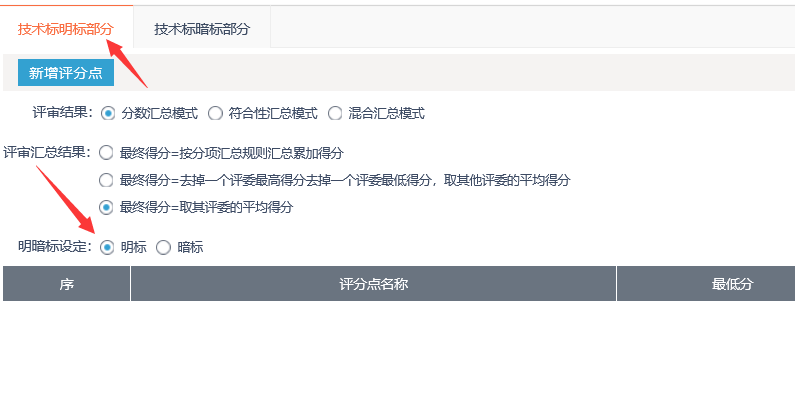 技术标明标部分 技术标暗标部分
新增评分点
评审结果： 分数汇总模式 符合性汇总模式 混合汇总模式
评审汇总结果： 最终得分=按分项汇总规则汇总累加得分
最终得分=去掉一个评委最高得分去掉一个评委最低得分，取其他评委的平均得分
最终得分=取其评委的平均得分
明暗标设定： 明标 暗标
序 评分点名称 最低分